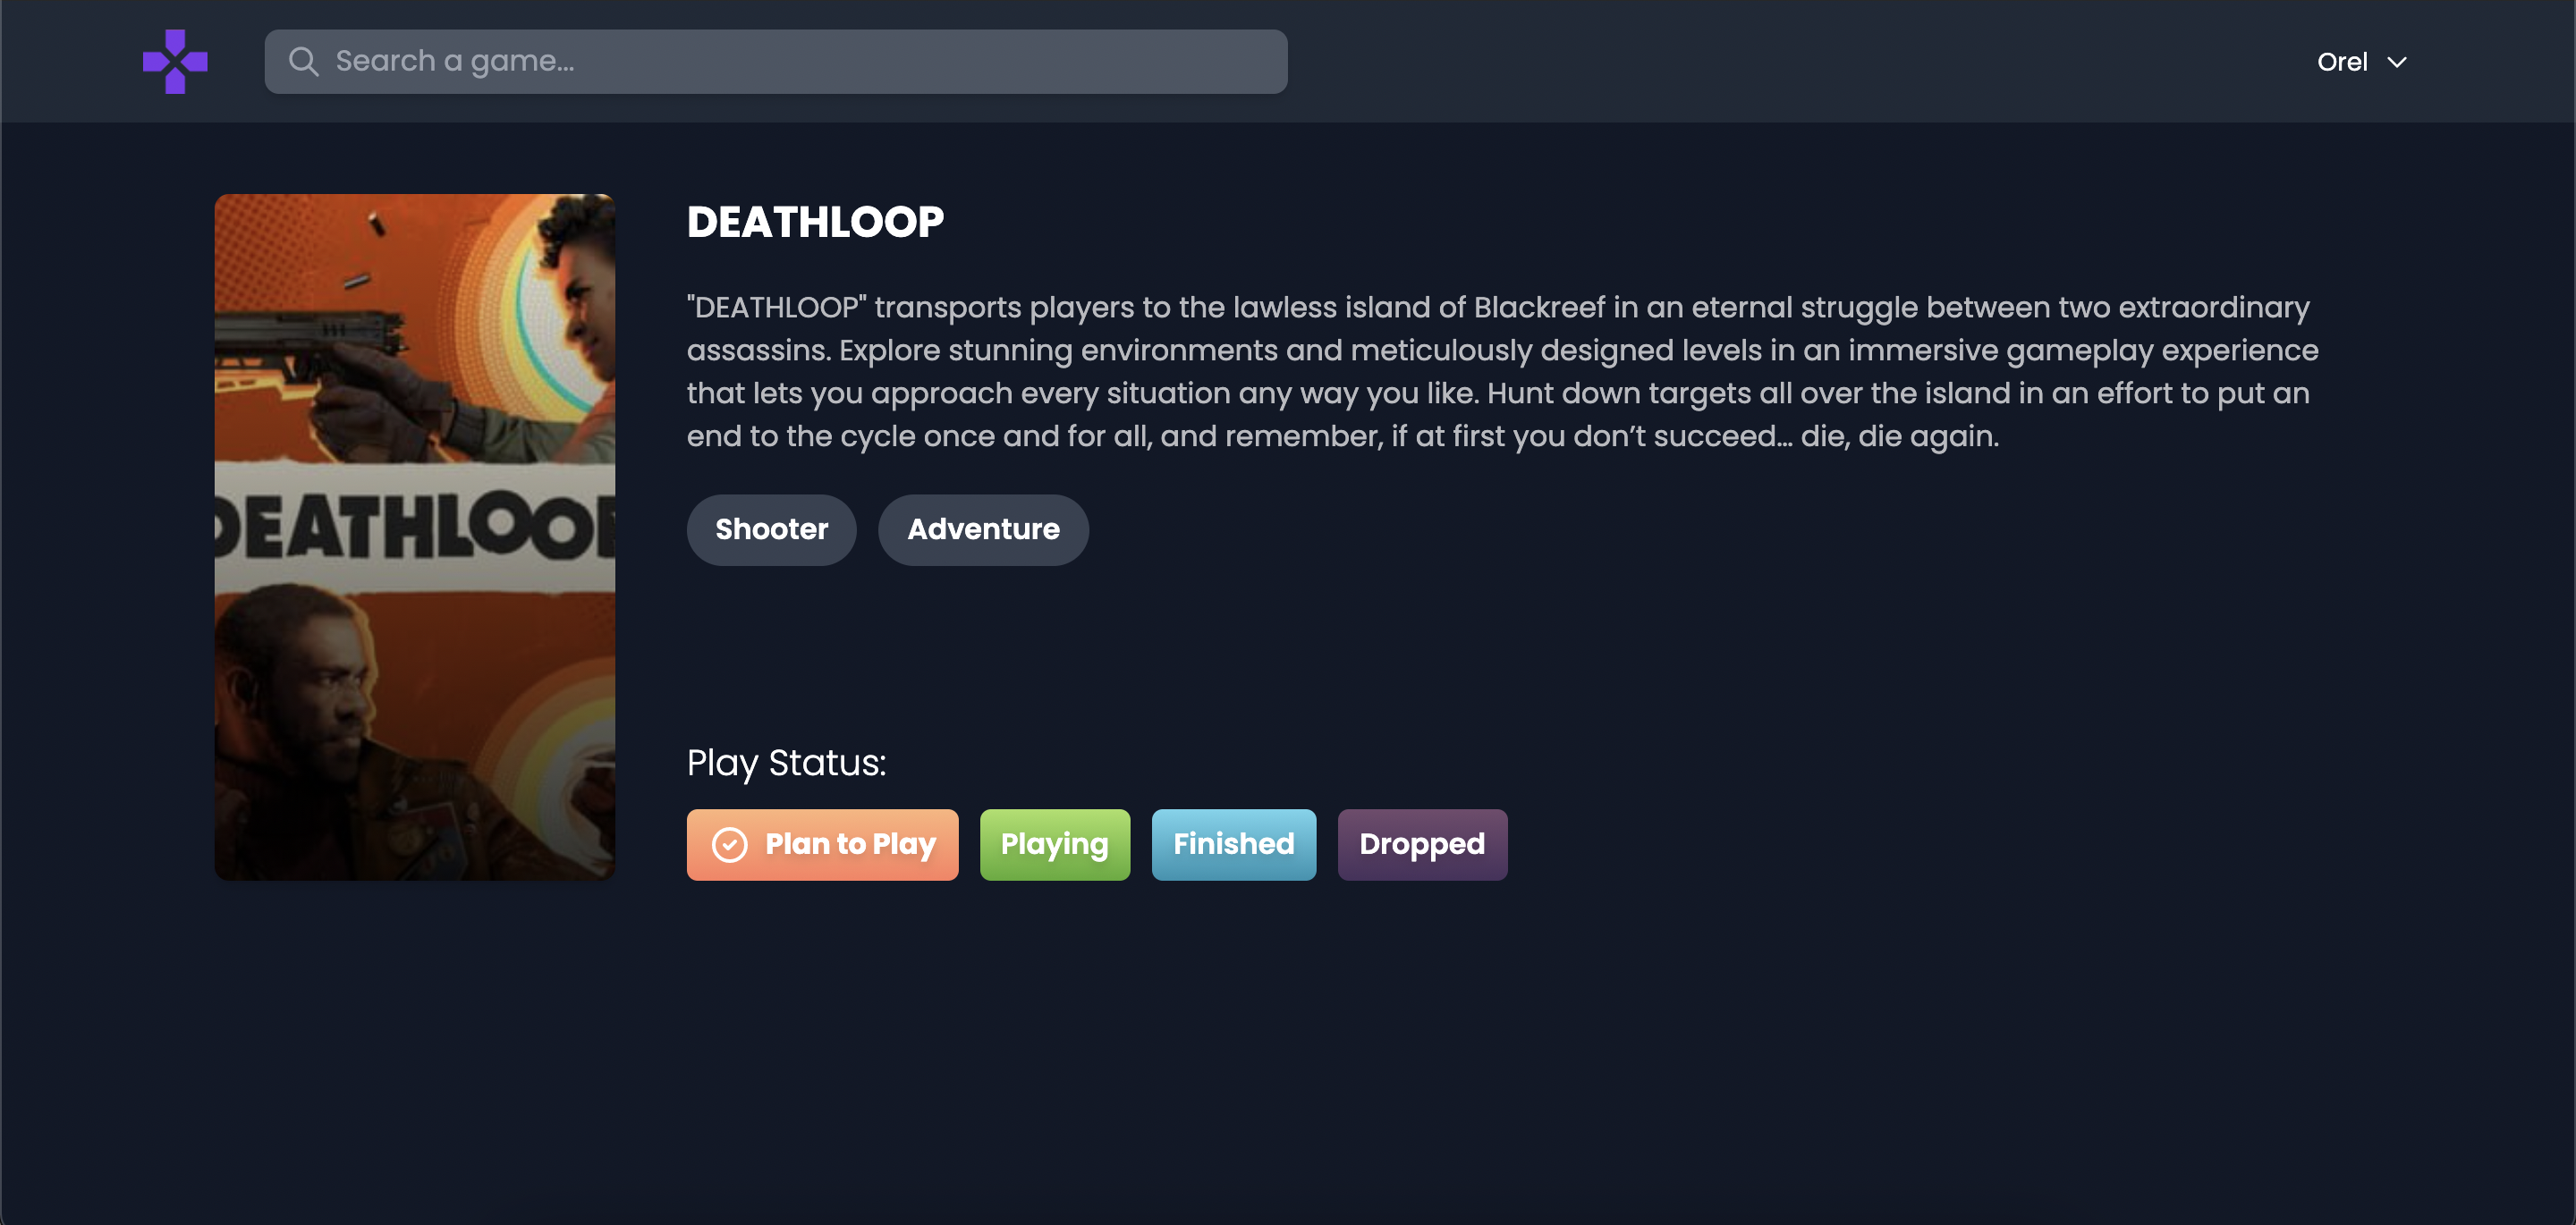 Search a game...
Orel
DEATHLOOP
"DEATHLOOP" transports players to the lawless island of Blackreef in an eternal struggle between two extraordinary
assassins. Explore stunning environments and meticulously designed levels in an immersive gameplay experience
that lets you approach every situation any way you like. Hunt down targets all over the island in an effort to put an
end to the cycle once and for all, and remember, if at first you don’t succeed... die, die again.
Shooter
Adventure
DEATHLOOP
Play Status:
Plan to Play
Playing
Finished
Dropped